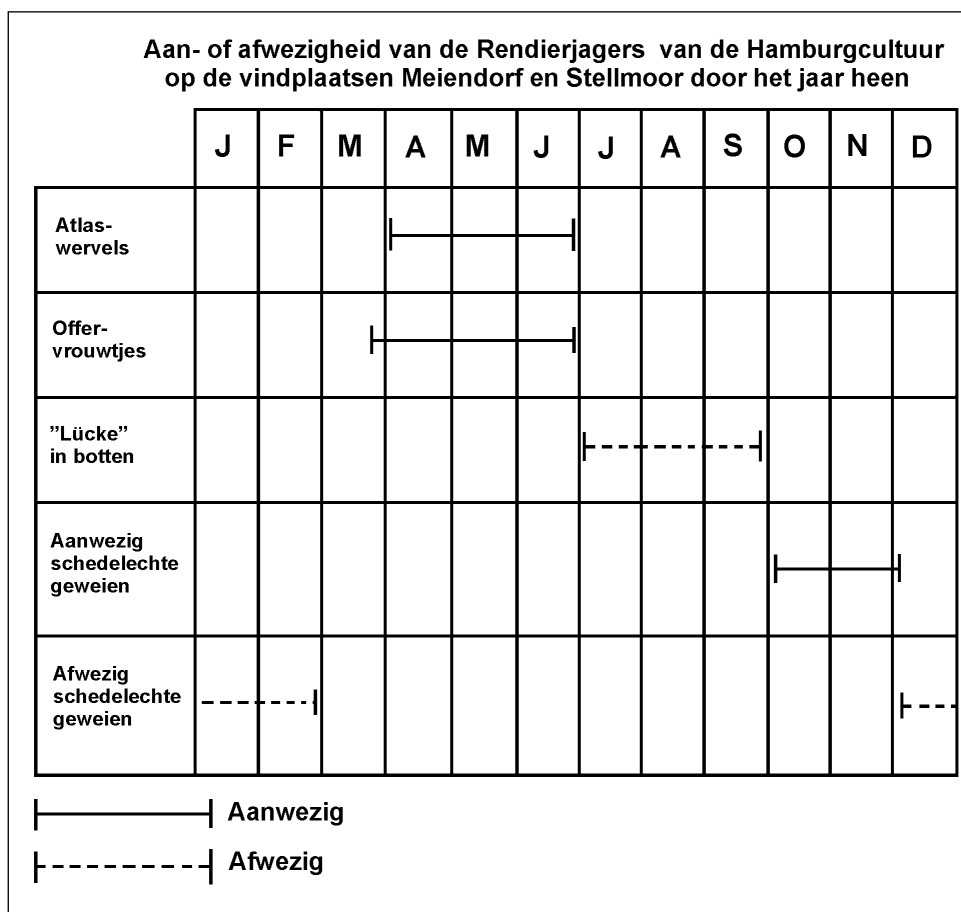 Aan- of afwezigheid van de Rendierjagers van de Hamburgcultuur
op de vindplaatsen Meiendorf en Stellmoor door het jaar heen
J F M A M J J A S O N D
Atlas-
wervels
Offer-
vrouwtjes
”Lücke”
in botten
Aanwezig
schedelechte
geweien
Afwezig
schedelechte
geweien
Aanwezig
Afwezig